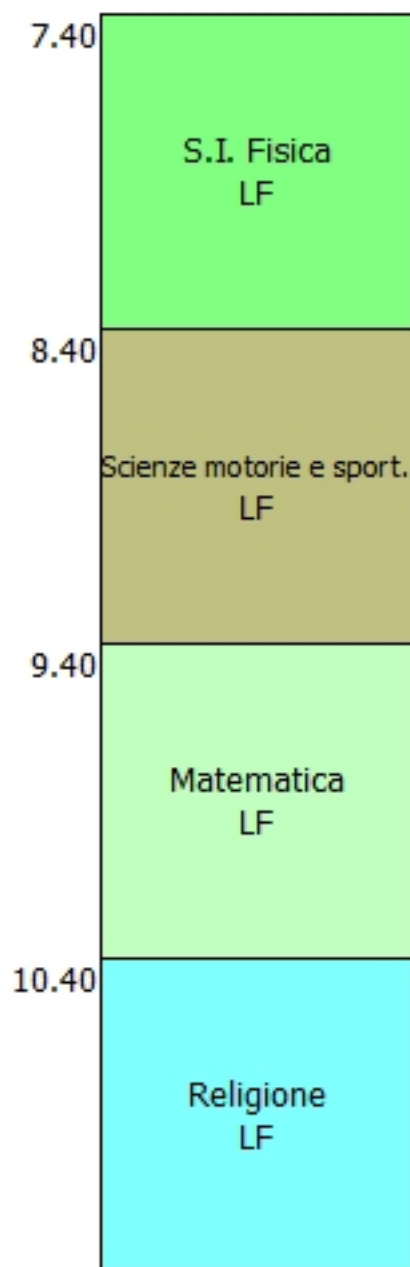 7.40
S.I. Fisica
LF
8.40
Scienze motorie e sport.
LF
9.40
Matematica
LF
10.40
Religione
LF